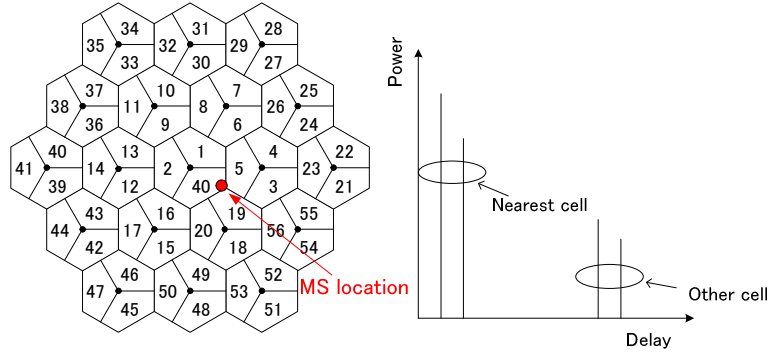 34 31 28
35 32 29
33 30 27
37 10 7 25
38 11 8 26
36 9 6 24
40 13 1 4 22
41 14 2 5 23
39 12 40 3 21
43 16 19 55
44 17 20 56
42 15 18 54
46 49 52
47 50 53
45 48 51
MS location
Power
Nearest cell
Other cell
Delay